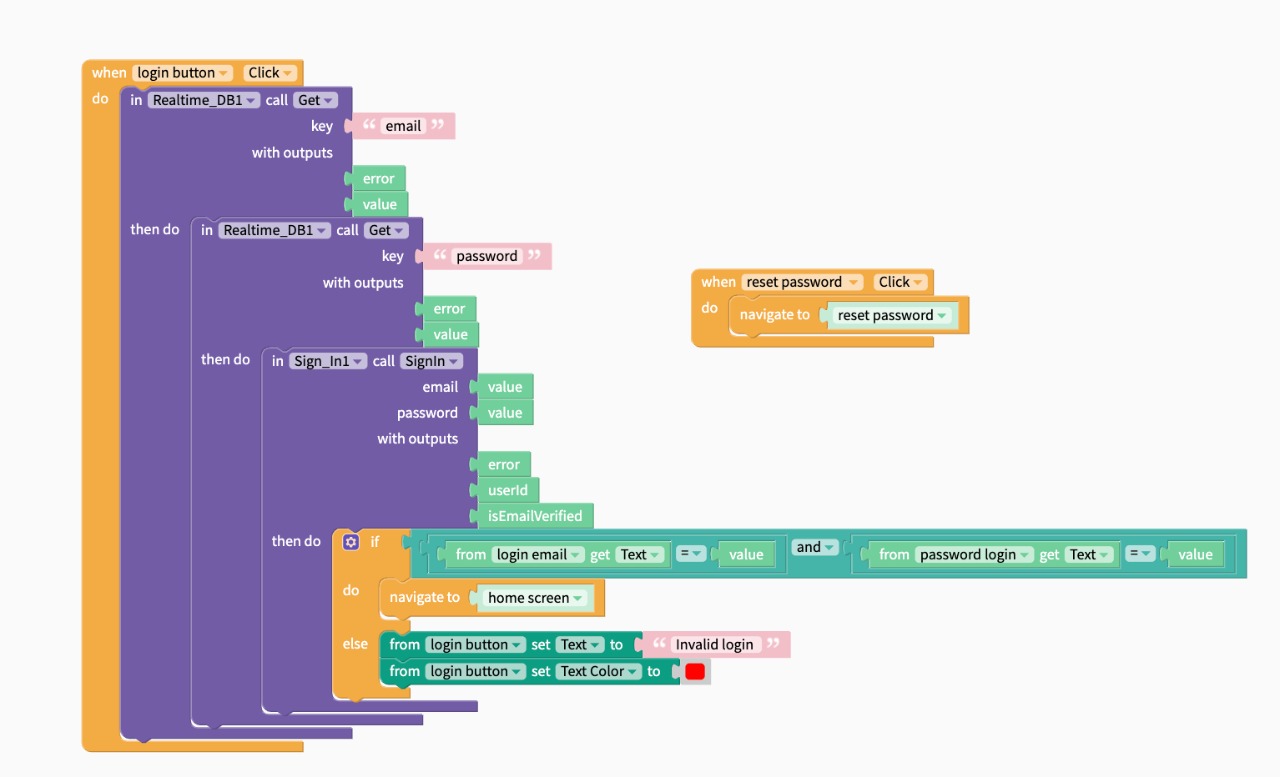 when login button Click
do in Realtime_DB1 call Get
key “ email ”
with outputs
error
value
then do in Realtime_DB1 call Get
key “ password ”
with outputs
error
value
then do in Sign_In1 call SignIn
email value
password value
with outputs
error
userId
isEmailVerified
then do if from login email get Text = value and from password login get Text = value
do navigate to home screen
else from login button set Text to “ Invalid login ”
from login button set Text Color to
when reset password Click
do navigate to reset password